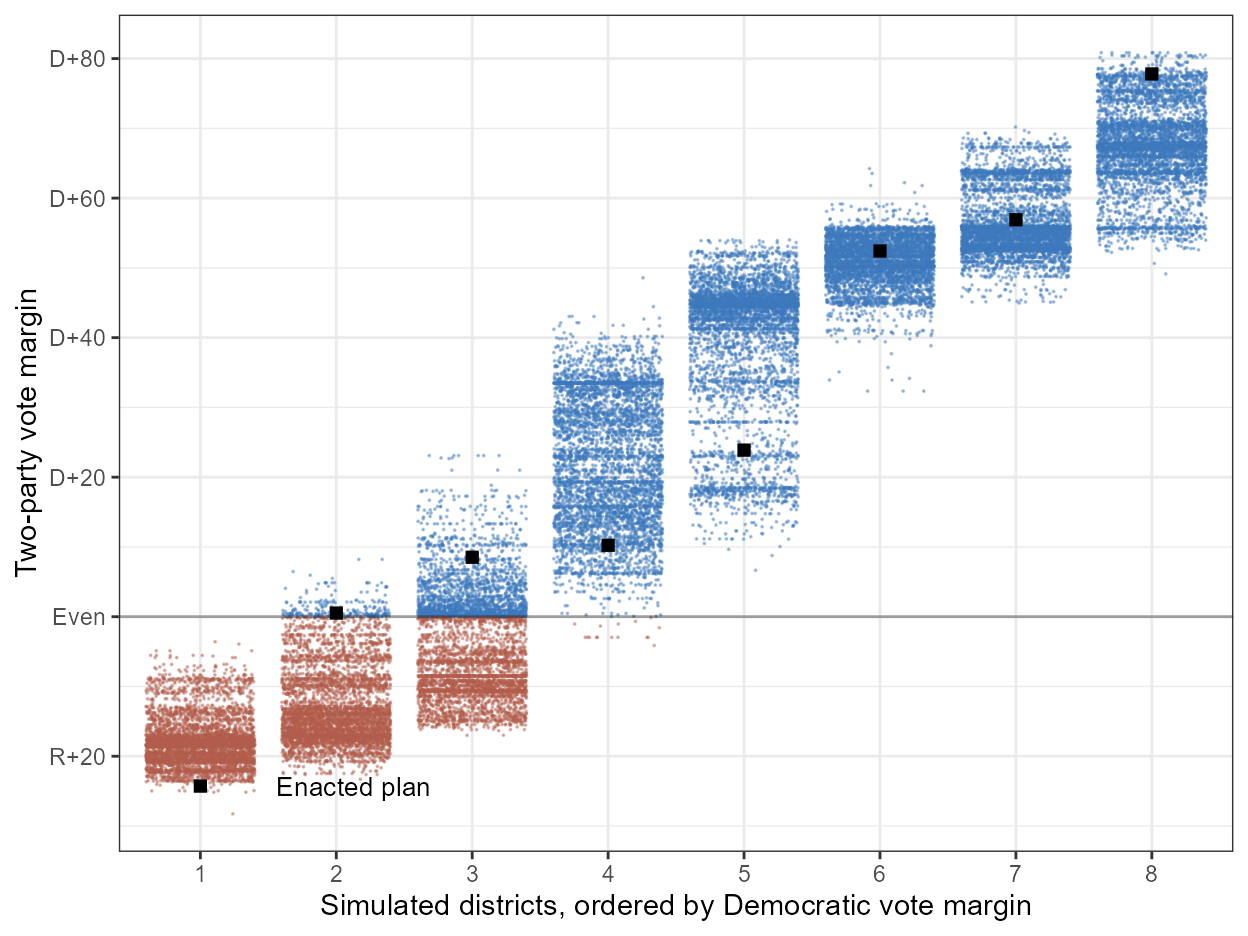 D+80
D+60
D+40
D+20
Even
R+20
Two-party vote margin
Enacted plan
1 2 3 4 5 6 7 8
Simulated districts, ordered by Democratic vote margin